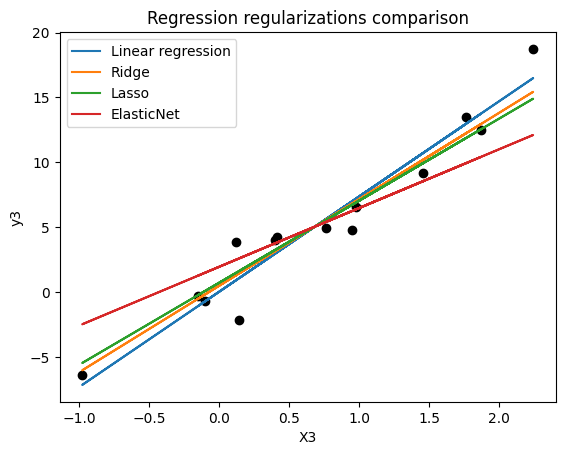 Regression regularizations comparison
Linear regression
Ridge
Lasso
ElasticNet
20
15
10
5
0
−5
y3
−1.0
−0.5
0.0
0.5
1.0
1.5
2.0
X3